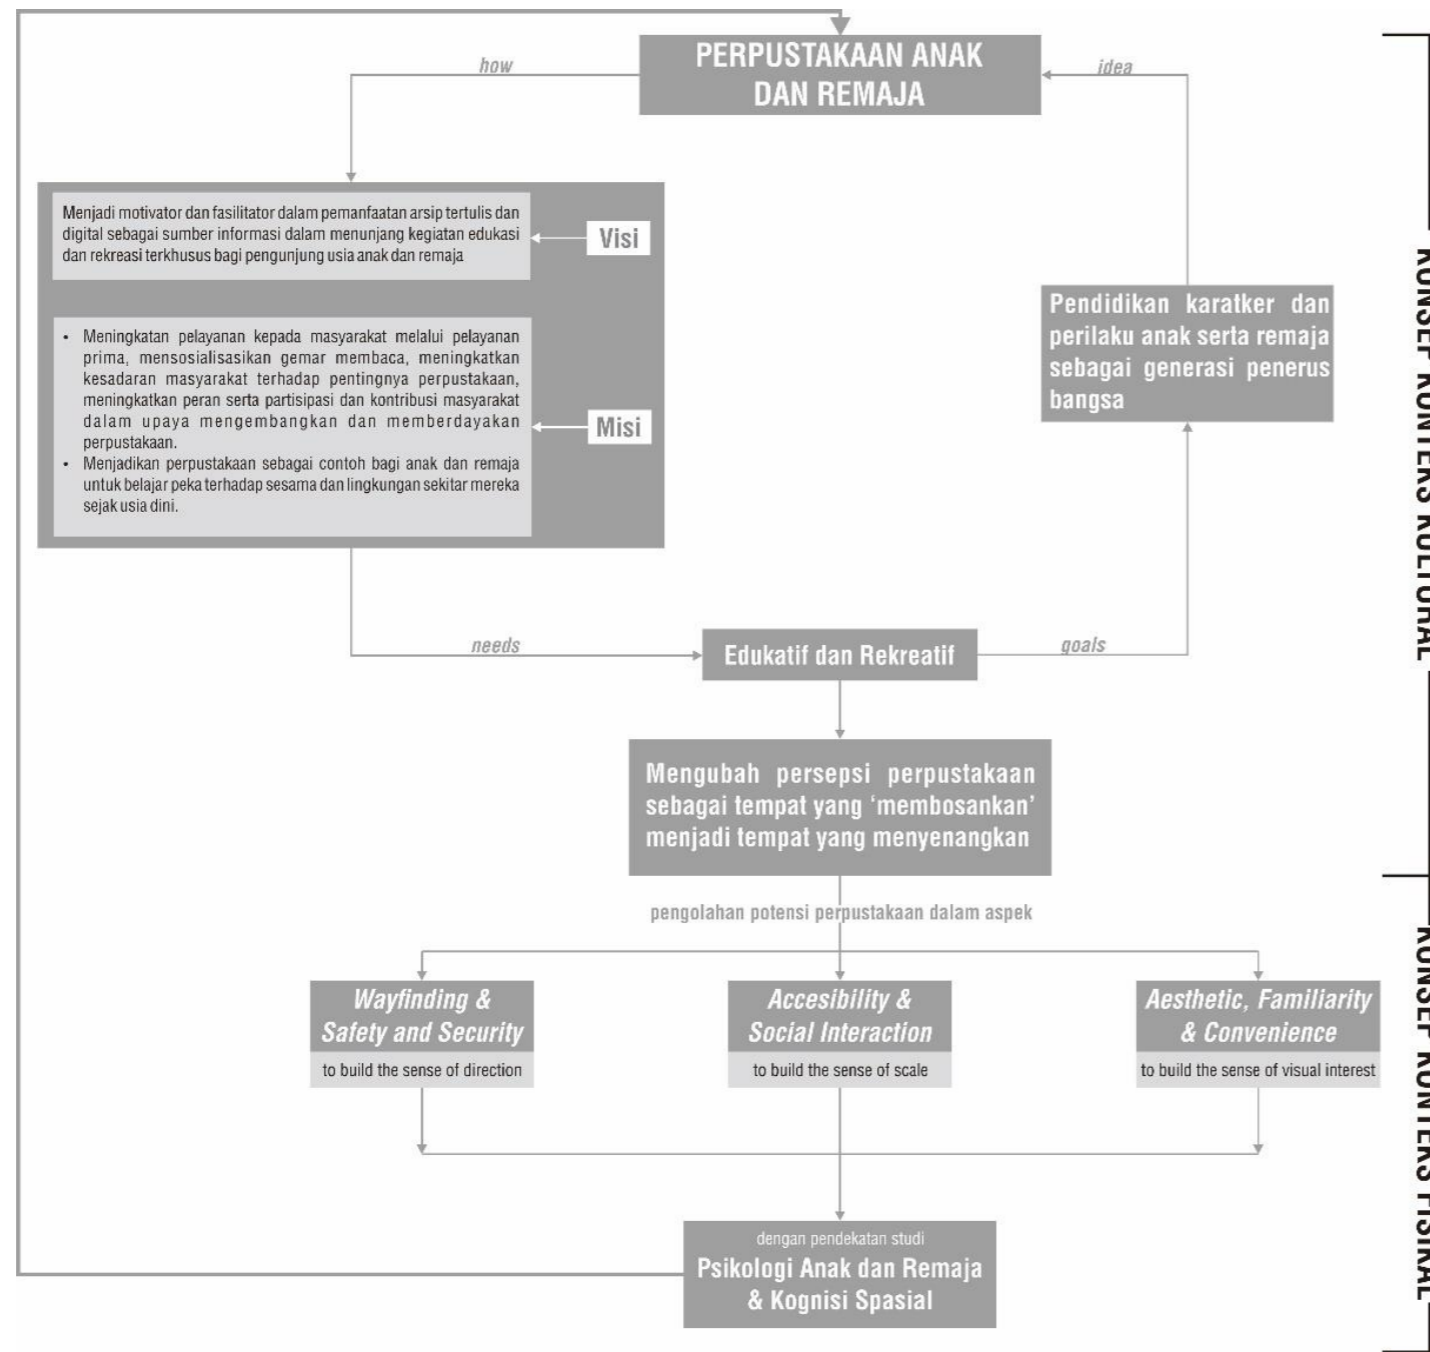 PERPUSTAKAAN ANAK
DAN REMAJA
how
idea
Menjadi motivator dan fasilitator dalam pemanfaatan arsip tertulis dan
digital sebagai sumber informasi dalam menunjang kegiatan edukasi
dan rekreasi terkhusus bagi pengunjung usia anak dan remaja
Visi
• Meningkatan pelayanan kepada masyarakat melalui pelayanan
prima, mensosialisasikan gemar membaca, meningkatkan
kesadaran masyarakat terhadap pentingnya perpustakaan,
meningkatkan peran serta partisipasi dan kontribusi masyarakat
dalam upaya mengembangkan dan memberdayakan
perpustakaan.
• Menjadikan perpustakaan sebagai contoh bagi anak dan remaja
untuk belajar peka terhadap sesama dan lingkungan sekitar mereka
sejak usia dini.
Misi
Pendidikan karatker dan
perilaku anak serta remaja
sebagai generasi penerus
bangsa
needs
Edukatif dan Rekreatif
goals
Mengubah persepsi perpustakaan
sebagai tempat yang ‘membosankan’
menjadi tempat yang menyenangkan
pengolahan potensi perpustakaan dalam aspek
Wayfinding &
Safety and Security
to build the sense of direction
Accesibility &
Social Interaction
to build the sense of scale
Aesthetic, Familiarity
& Convenience
to build the sense of visual interest
dengan pendekatan studi
Psikologi Anak dan Remaja
& Kognisi Spasial
KONSEP KONTEKS KULTURAL
KONSEP KONTEKS FISIKAL